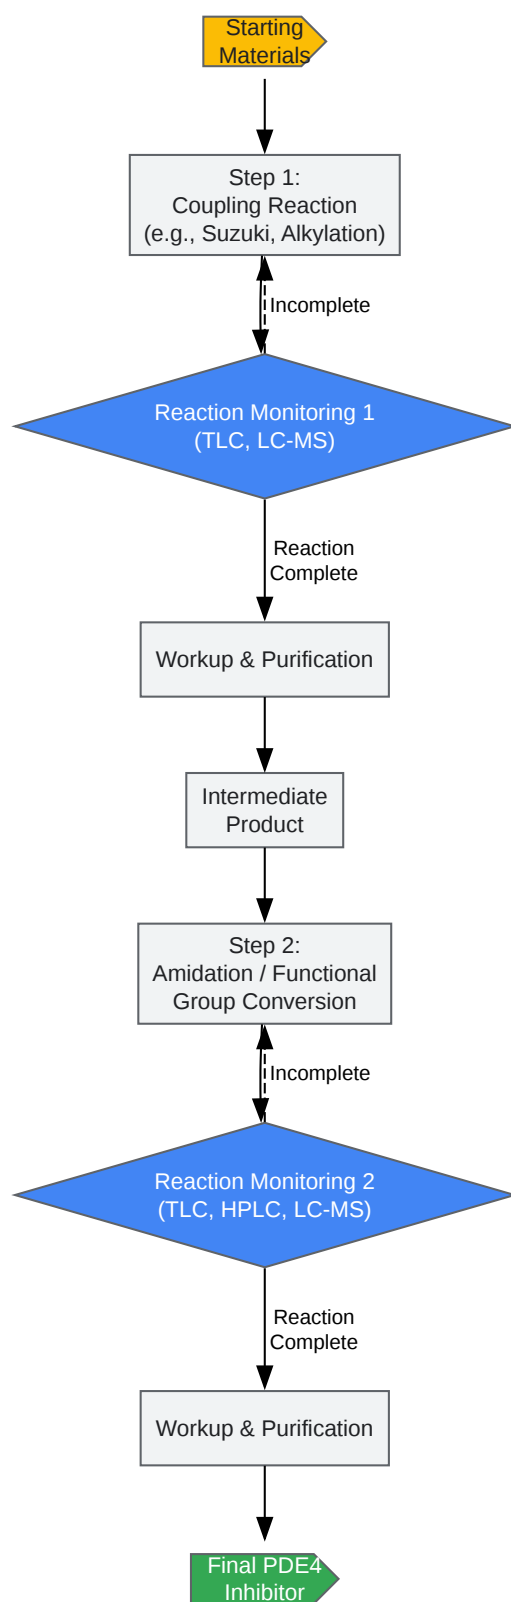 Starting
Materials
Step 1:
Coupling Reaction
(e.g., Suzuki, Alkylation)
Incomplete
Reaction Monitoring 1
(TLC, LC-MS)
Reaction
Complete
Workup & Purification
Intermediate
Product
Step 2:
Amidation / Functional
Group Conversion
Incomplete
Reaction Monitoring 2
(TLC, HPLC, LC-MS)
Reaction
Complete
Workup & Purification
Final PDE4
Inhibitor